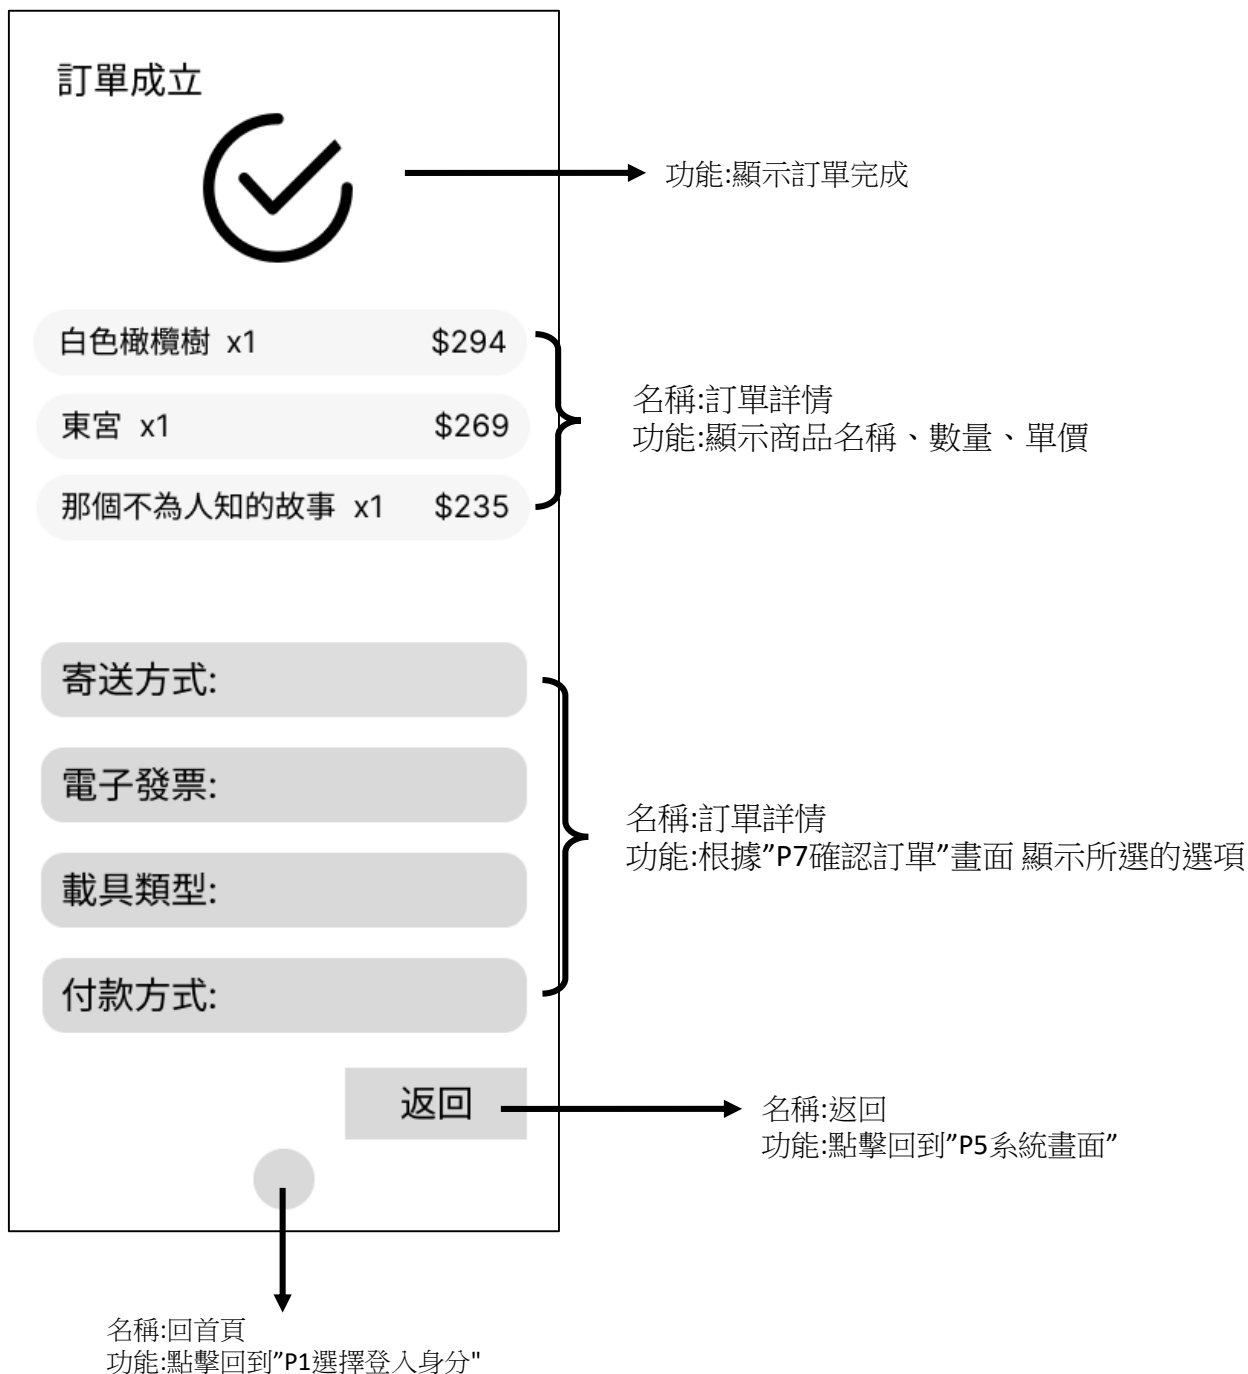 訂單成立
功能:顯示訂單完成
白色橄欖樹 x1 $294
東宮 x1 $269
那個不為人知的故事 x1 $235
名稱:訂單詳情
功能:顯示商品名稱、數量、單價
寄送方式:
電子發票:
載具類型:
付款方式:
名稱:訂單詳情
功能:根據”P7確認訂單”畫面 顯示所選的選項
返回
名稱:返回
功能:點擊回到”P5系統畫面”
名稱:回首頁
功能:點擊回到”P1選擇登入身分"